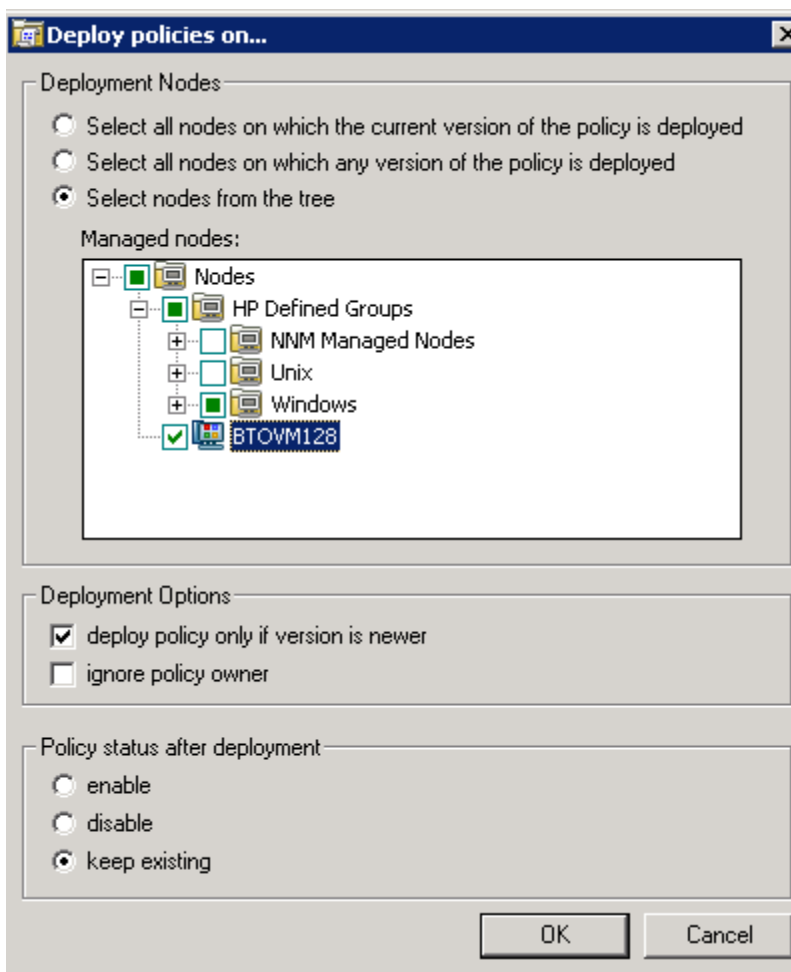 Deploy policies on...
Deployment Nodes
Select all nodes on which the current version of the policy is deployed
Select all nodes on which any version of the policy is deployed
Select nodes from the tree
Managed nodes:
Nodes
HP Defined Groups
NNM Managed Nodes
Unix
Windows
BTOVM128
Deployment Options
deploy policy only if version is newer
ignore policy owner
Policy status after deployment
enable
disable
keep existing
OK Cancel